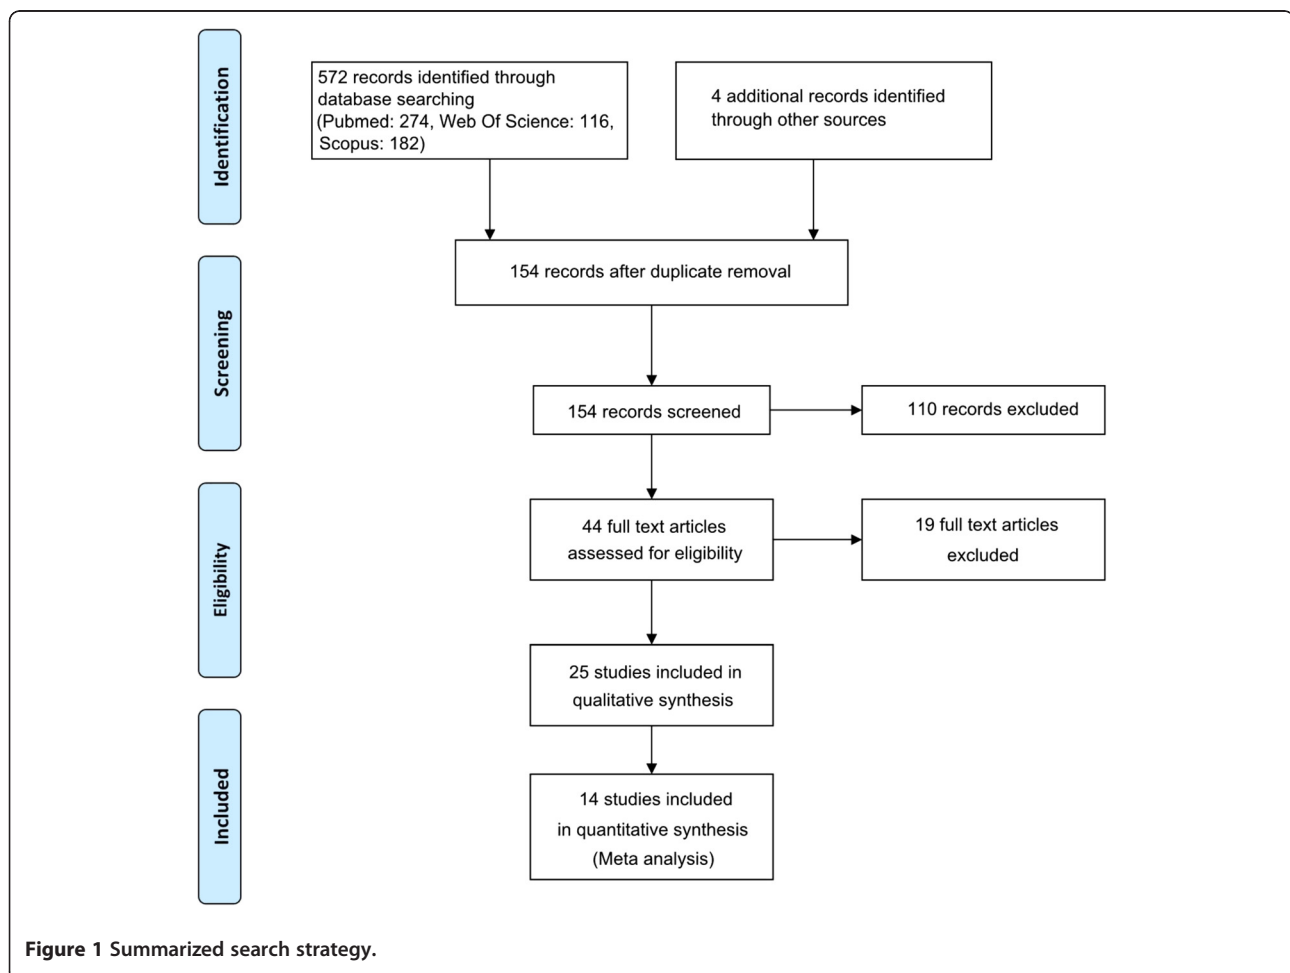 Identification
572 records identified through
database searching
(Pubmed: 274, Web Of Science: 116,
Scopus: 182)
4 additional records identified
through other sources
154 records after duplicate removal
Screening
154 records screened
110 records excluded
Eligibility
44 full text articles
assessed for eligibility
19 full text articles
excluded
25 studies included in
qualitative synthesis
Included
14 studies included
in quantitative synthesis
(Meta analysis)
Figure 1 Summarized search strategy.